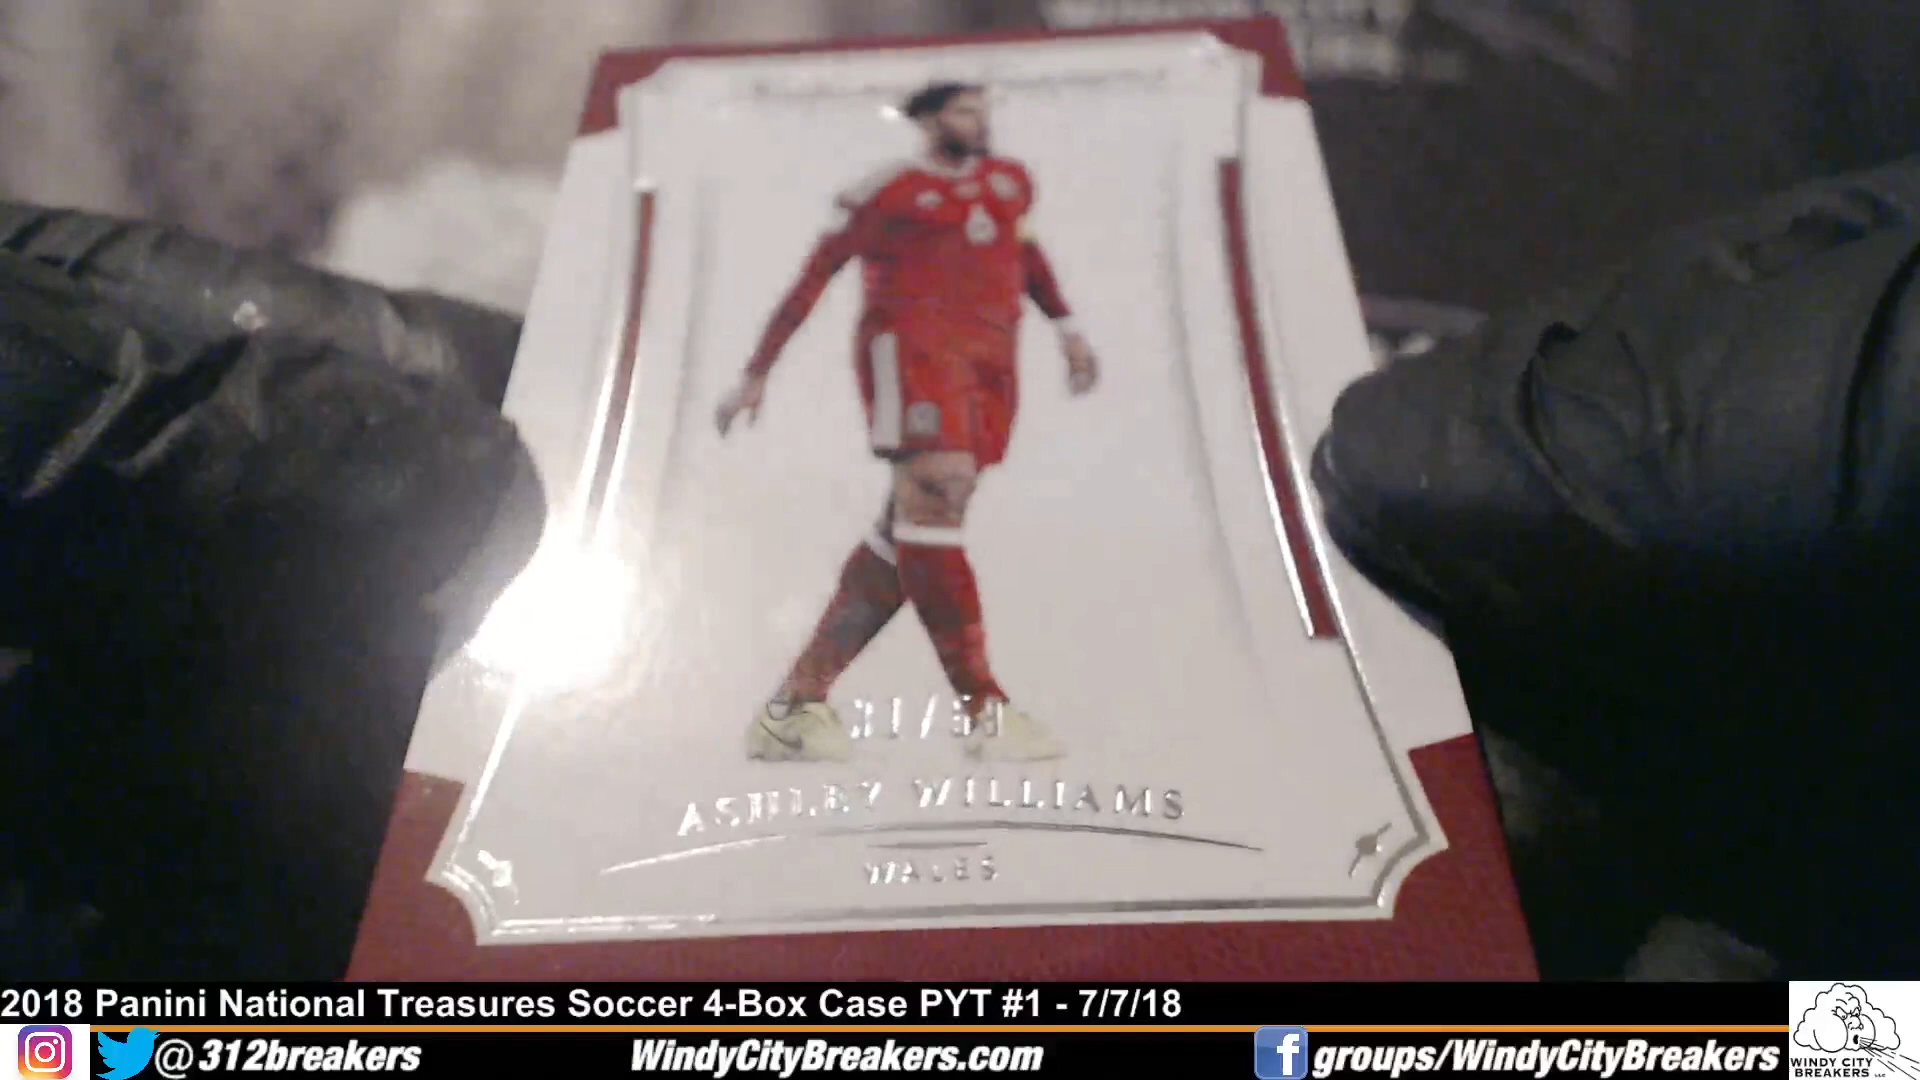 ASHLEY WILLIAMS
WALES
2018 Panini National Treasures Soccer 4-Box Case PYT #1 - 7/7/18
@312breakers
WindyCityBreakers.com
groups/WindyCityBreakers
WINDY CITY
BREAKERS